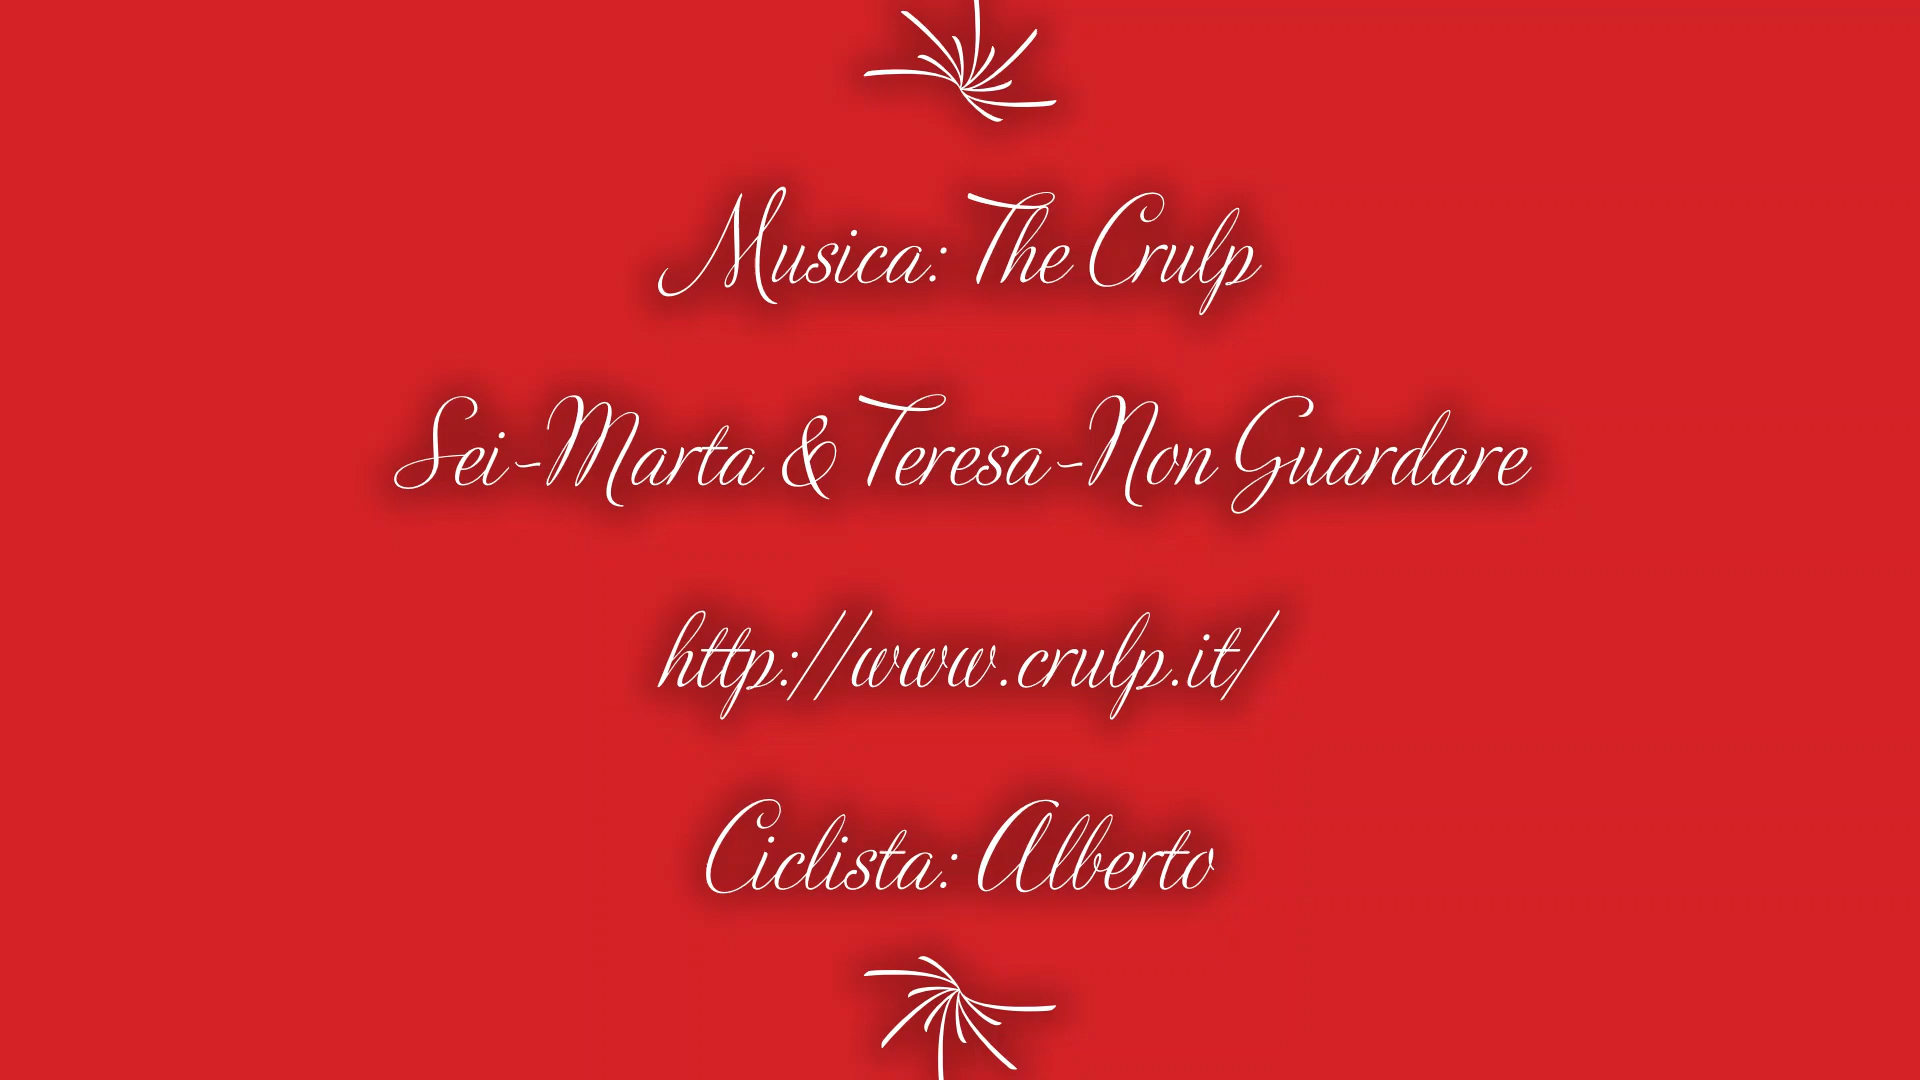 Musica: The Crulp
Sei-Marta & Teresa-Non Guardare
http://www.crulp.it/
Ciclista: Alberto